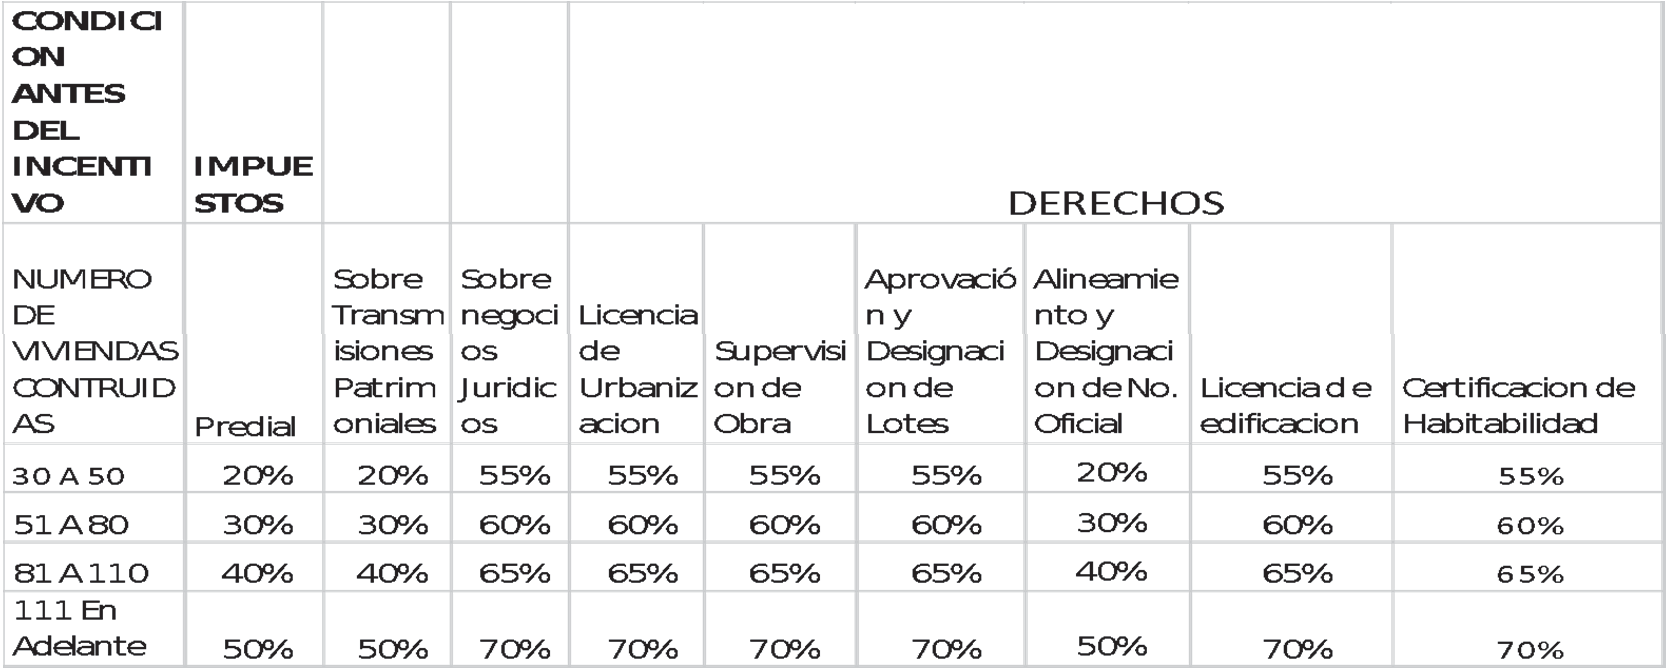 CONDICI
ON
ANTES
DEL
INCENTI
VO
IMPUE
STOS
DERECHOS
NUMERO
DE
VIVIENDAS
CONTRUID
AS
Predial
Sobre
Transm
isiones
Patrim
oniales
Sobre
negoci
os
Juridic
os
Licencia
de
Urbaniz
acion
Supervisi
on de
Obra
Aprovació
n y
Designaci
on de
Lotes
Alineamie
nto y
Designaci
on de No.
Oficial
Licencia de
edificacion
Certificacion de
Habitabilidad
30 A 50 20% 20% 55% 55% 55% 55% 20% 55% 55%
51 A 80 30% 30% 60% 60% 60% 60% 30% 60% 60%
81 A 110 40% 40% 65% 65% 65% 65% 40% 65% 65%
111 En
Adelante 50% 50% 70% 70% 70% 70% 50% 70% 70%